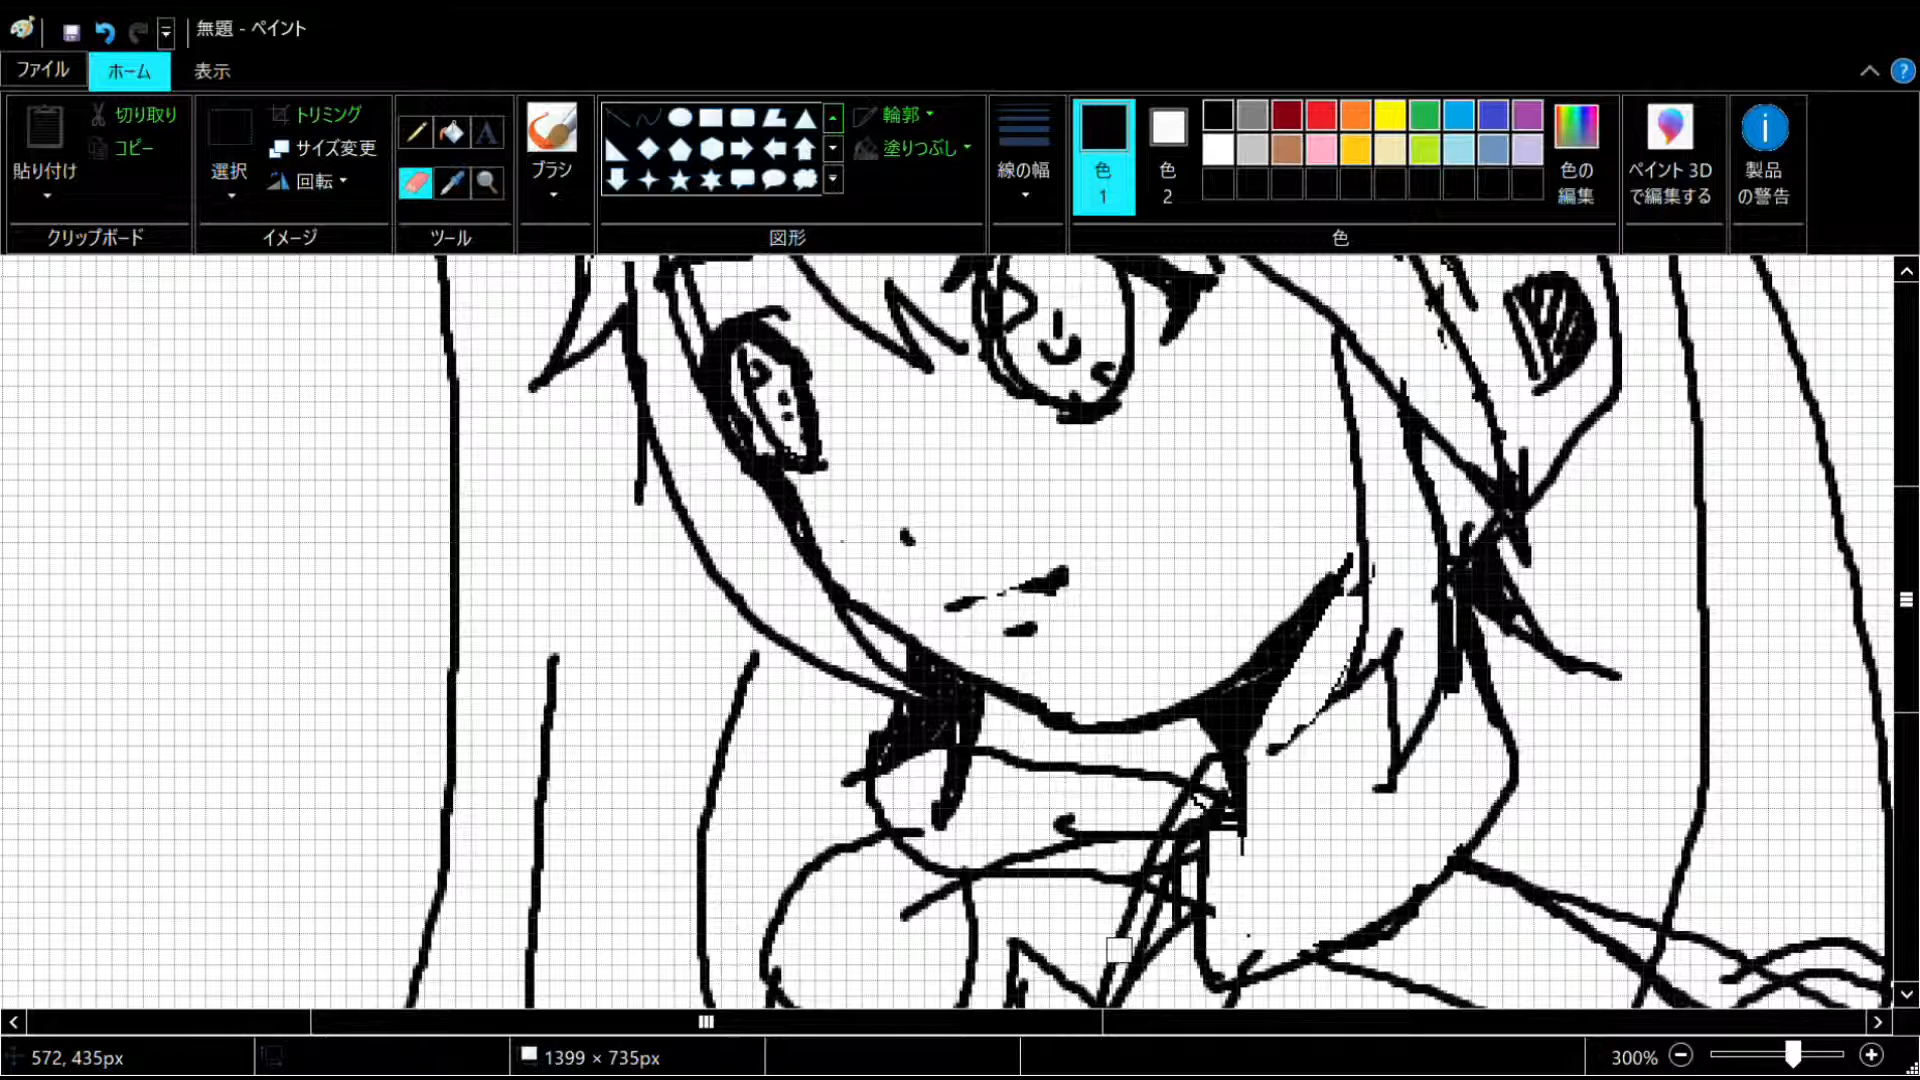 無題 - ペイント
ファイル ホーム 表示
貼り付け
切り取り
コピー
クリップボード
選択
トリミング
サイズ変更
回転
イメージ
A
ツール
ブラシ
輪郭
塗りつぶし
図形
線の幅
色
1
色
2
色の
編集
色
ペイント 3D
で編集する
製品
の警告
572, 435px
1399 × 735px
300%